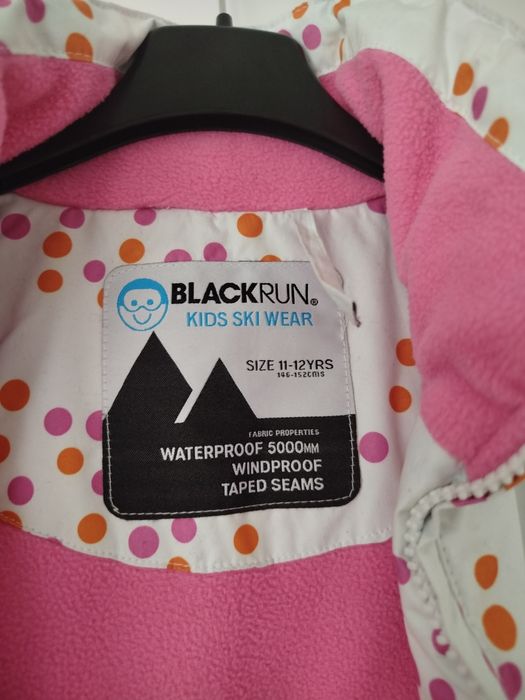 BLACKRUN®
KIDS SKI WEAR
SIZE 11-12YRS
146-152CMS
FABRIC PROPERTIES
WATERPROOF 5000MM
WINDPROOF
TAPED SEAMS